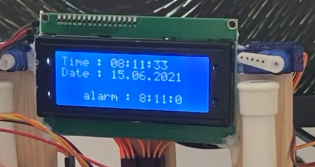 Time : 08:11:33
Date : 15.06.2021
alarm : 8:11:0